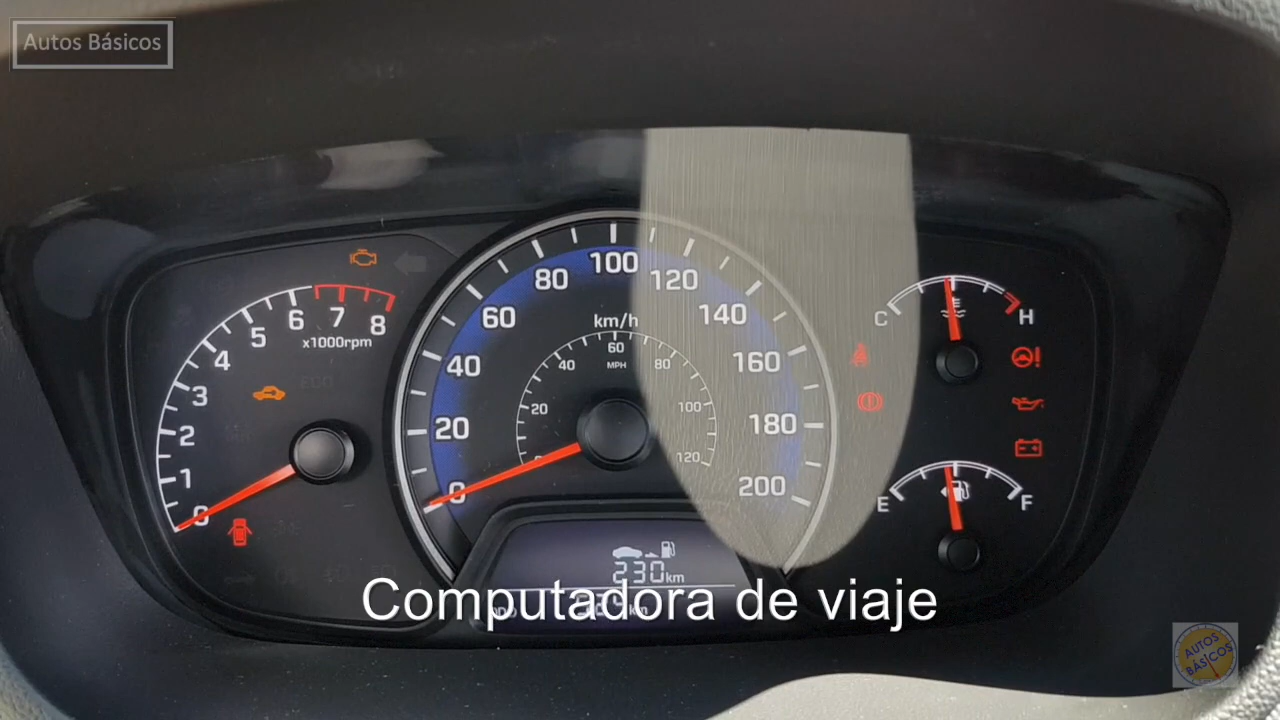 Autos Básicos
0
1
2
3
4
5
6
7
8
x1000rpm
0
20
40
60
80
100
120
140
160
180
200
km/h
20
40
60
80
100
120
MPH
C
H
E
F
230km
Computadora de viaje
AUTOS
BÁSICOS